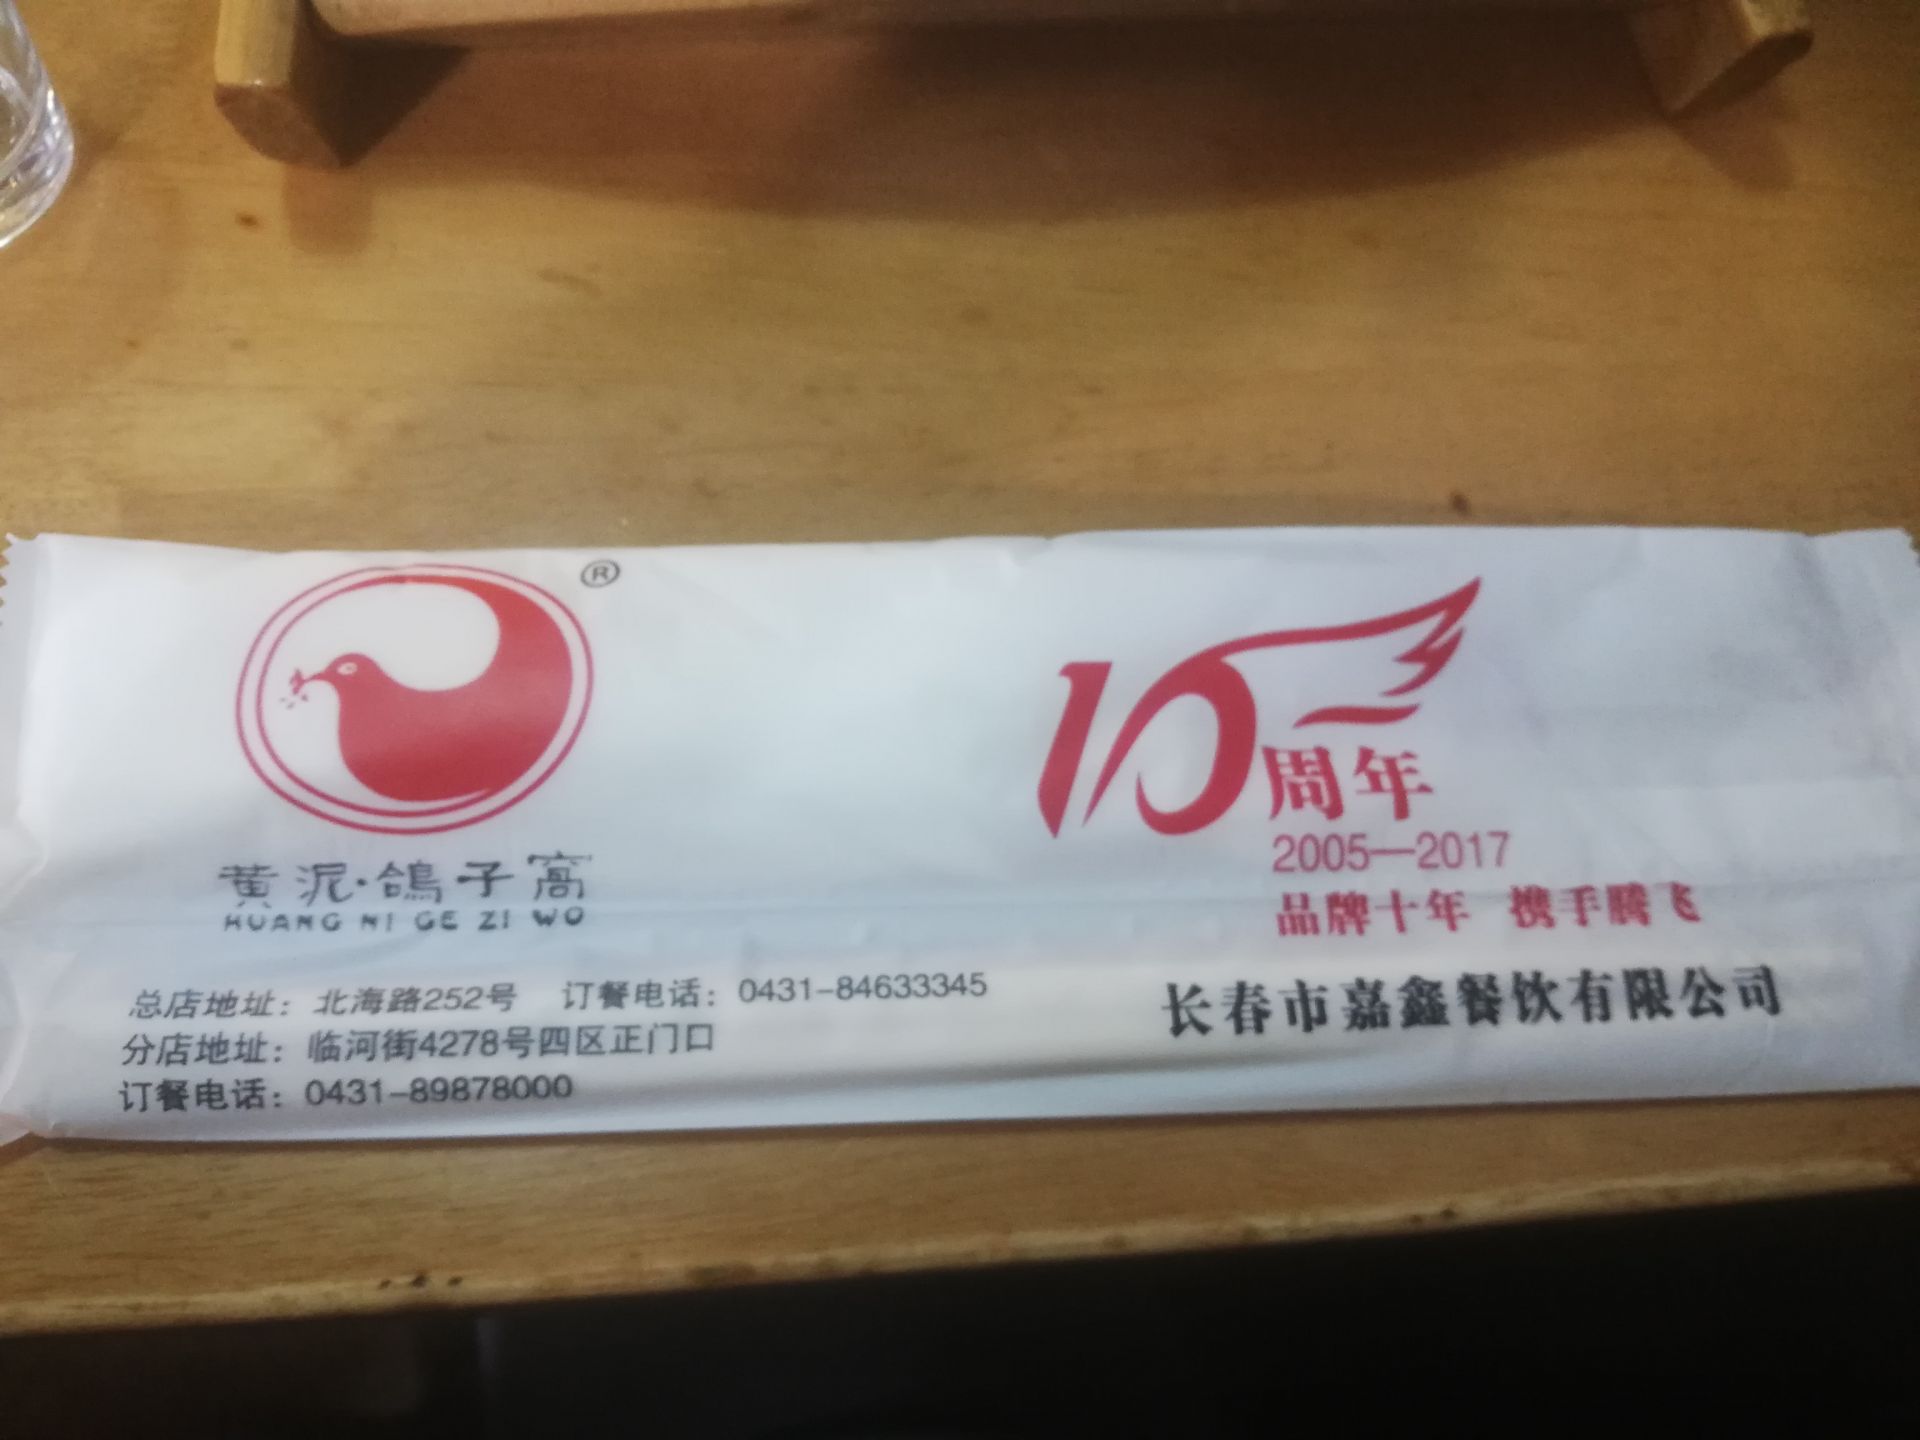 ®
黄泥·鸽子窝
HUANG NI GE ZI WO
总店地址：北海路252号 订餐电话：0431-84633345
分店地址：临河街4278号四区正门口
订餐电话：0431-89878000
10周年
2005—2017
品牌十年 携手腾飞
长春市嘉鑫餐饮有限公司